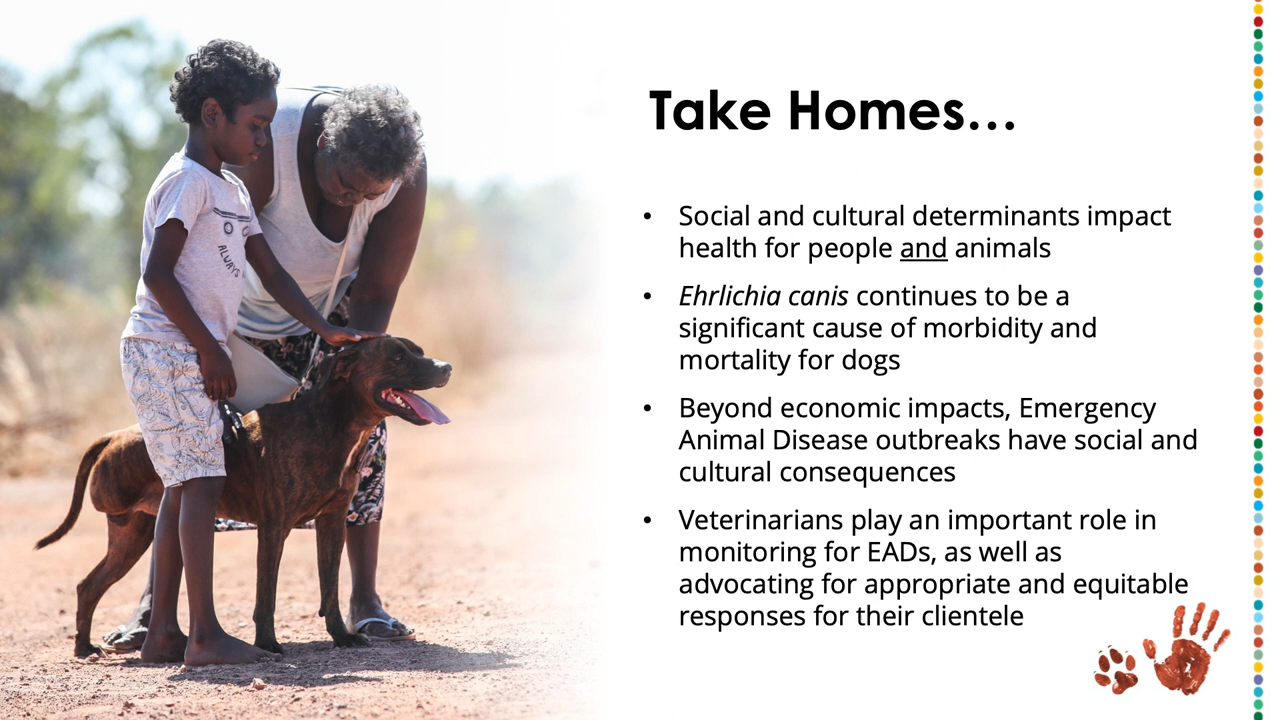 Take Homes...
• Social and cultural determinants impact
health for people and animals
• Ehrlichia canis continues to be a
significant cause of morbidity and
mortality for dogs
• Beyond economic impacts, Emergency
Animal Disease outbreaks have social and
cultural consequences
• Veterinarians play an important role in
monitoring for EADs, as well as
advocating for appropriate and equitable
responses for their clientele
ALWAYS